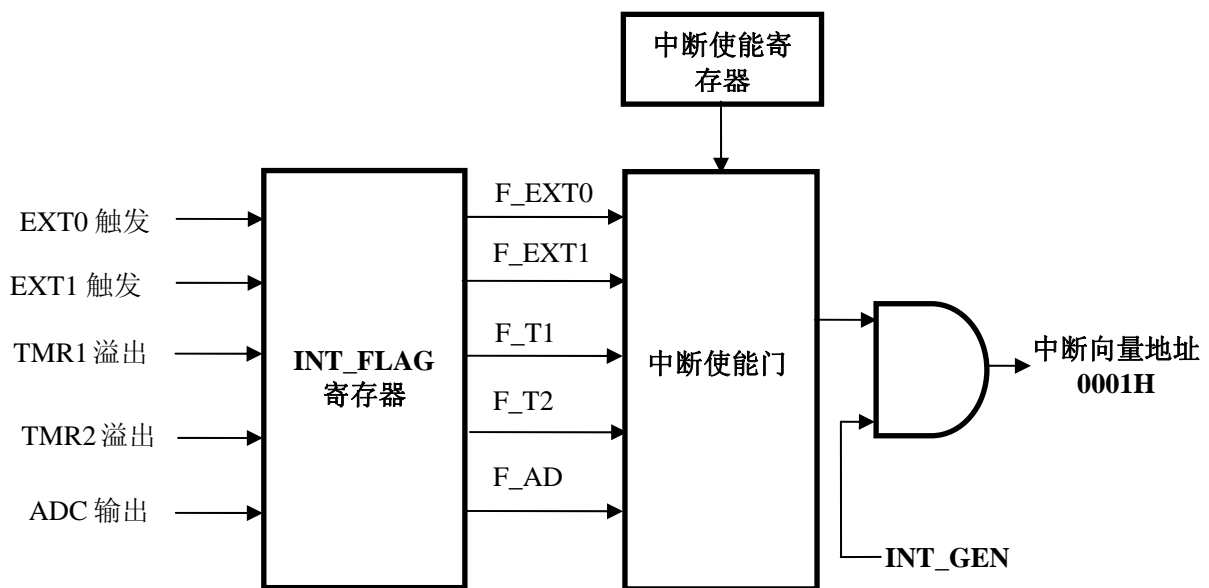 中断使能寄
存器
EXT0 触发
EXT1 触发
TMR1 溢出
TMR2 溢出
ADC 输出
INT_FLAG
寄存器
F_EXT0
F_EXT1
F_T1
F_T2
F_AD
中断使能门
中断向量地址
0001H
INT_GEN